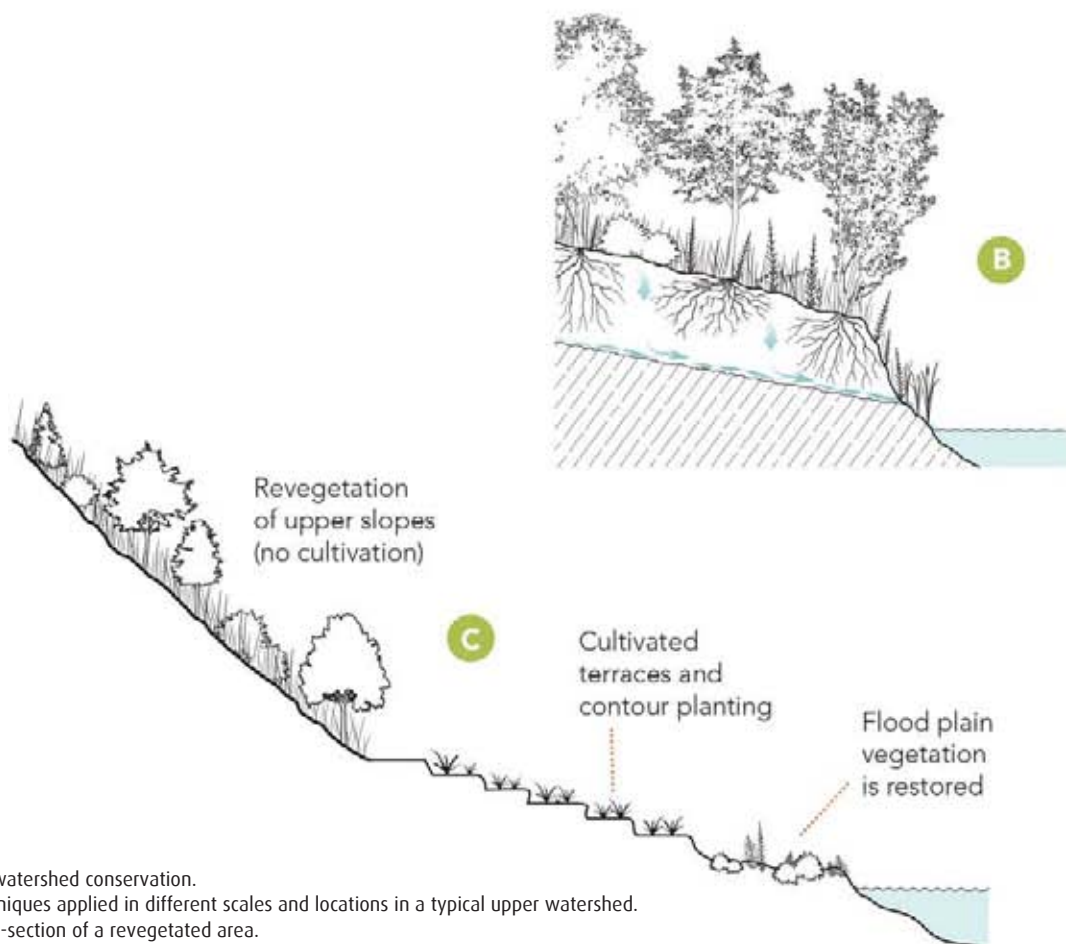 B
Revegetation
of upper slopes
(no cultivation)
C
Cultivated
terraces and
contour planting
Flood plain
vegetation
is restored
watershed conservation.
niques applied in different scales and locations in a typical upper watershed.
-section of a revegetated area.